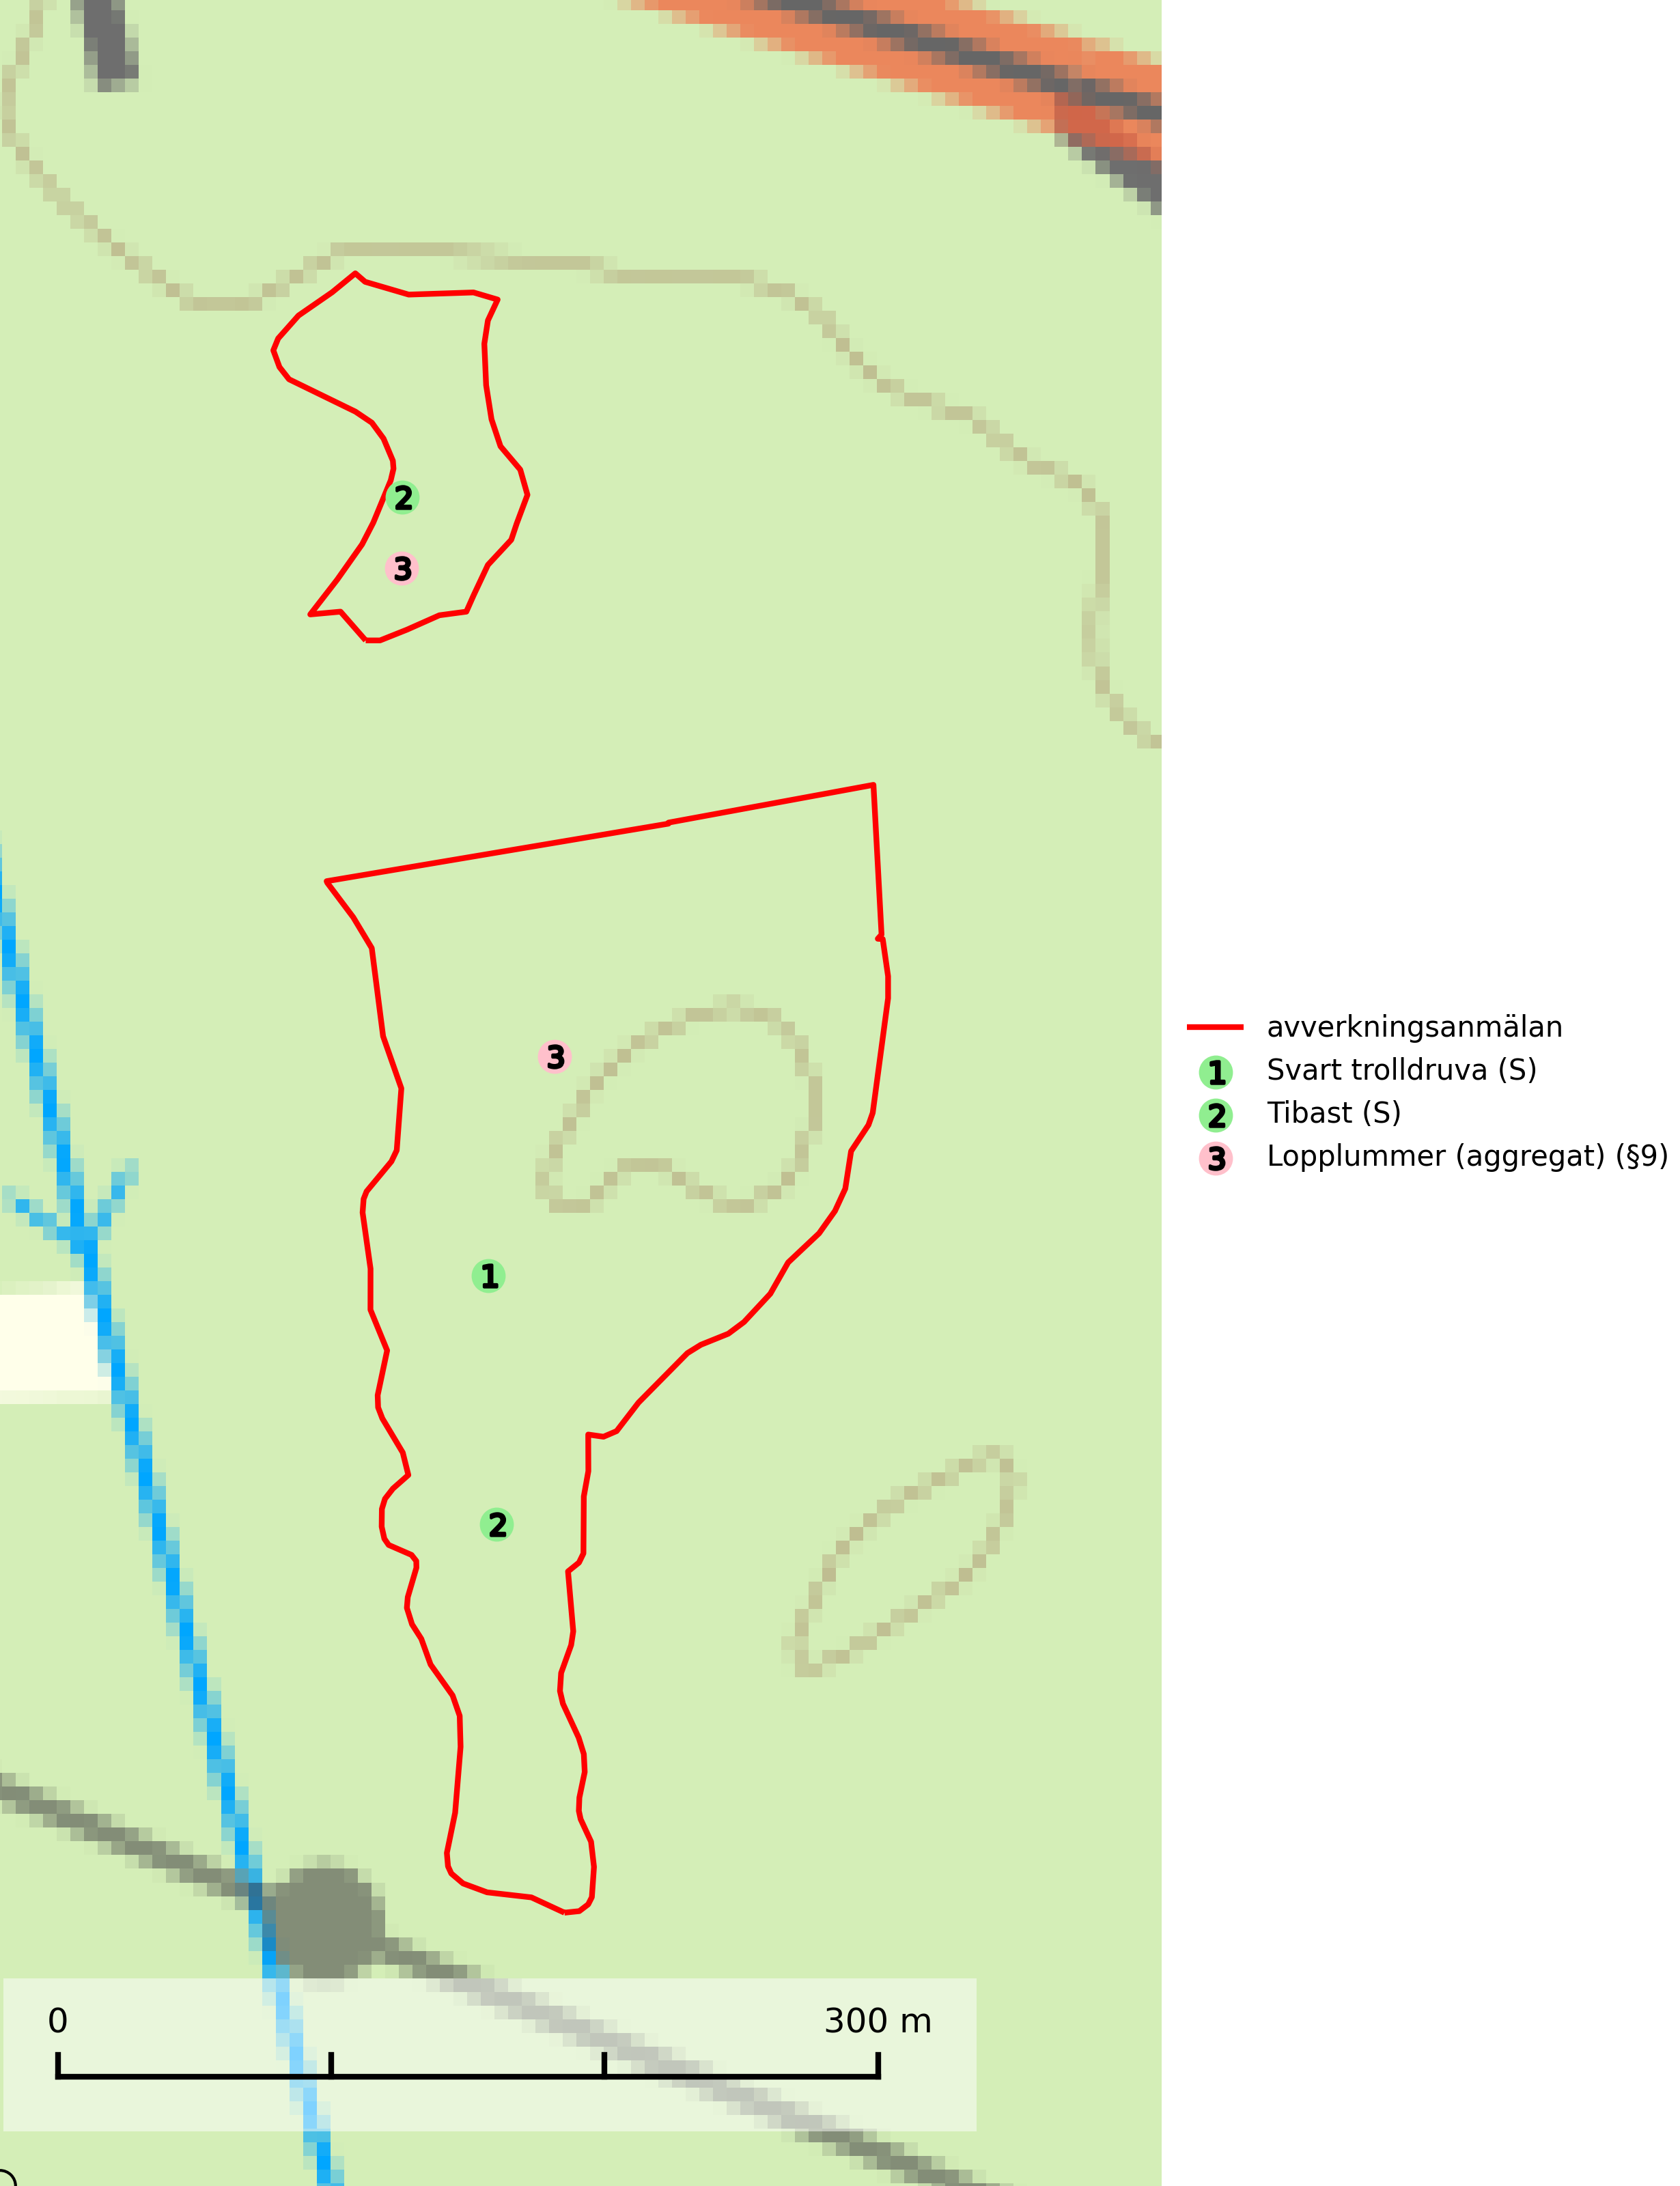 2
3
3
1
2
avverkningsanmälan
1 Svart trolldruva (S)
2 Tibast (S)
3 Lopplummer (aggregat) (§9)
0 300 m